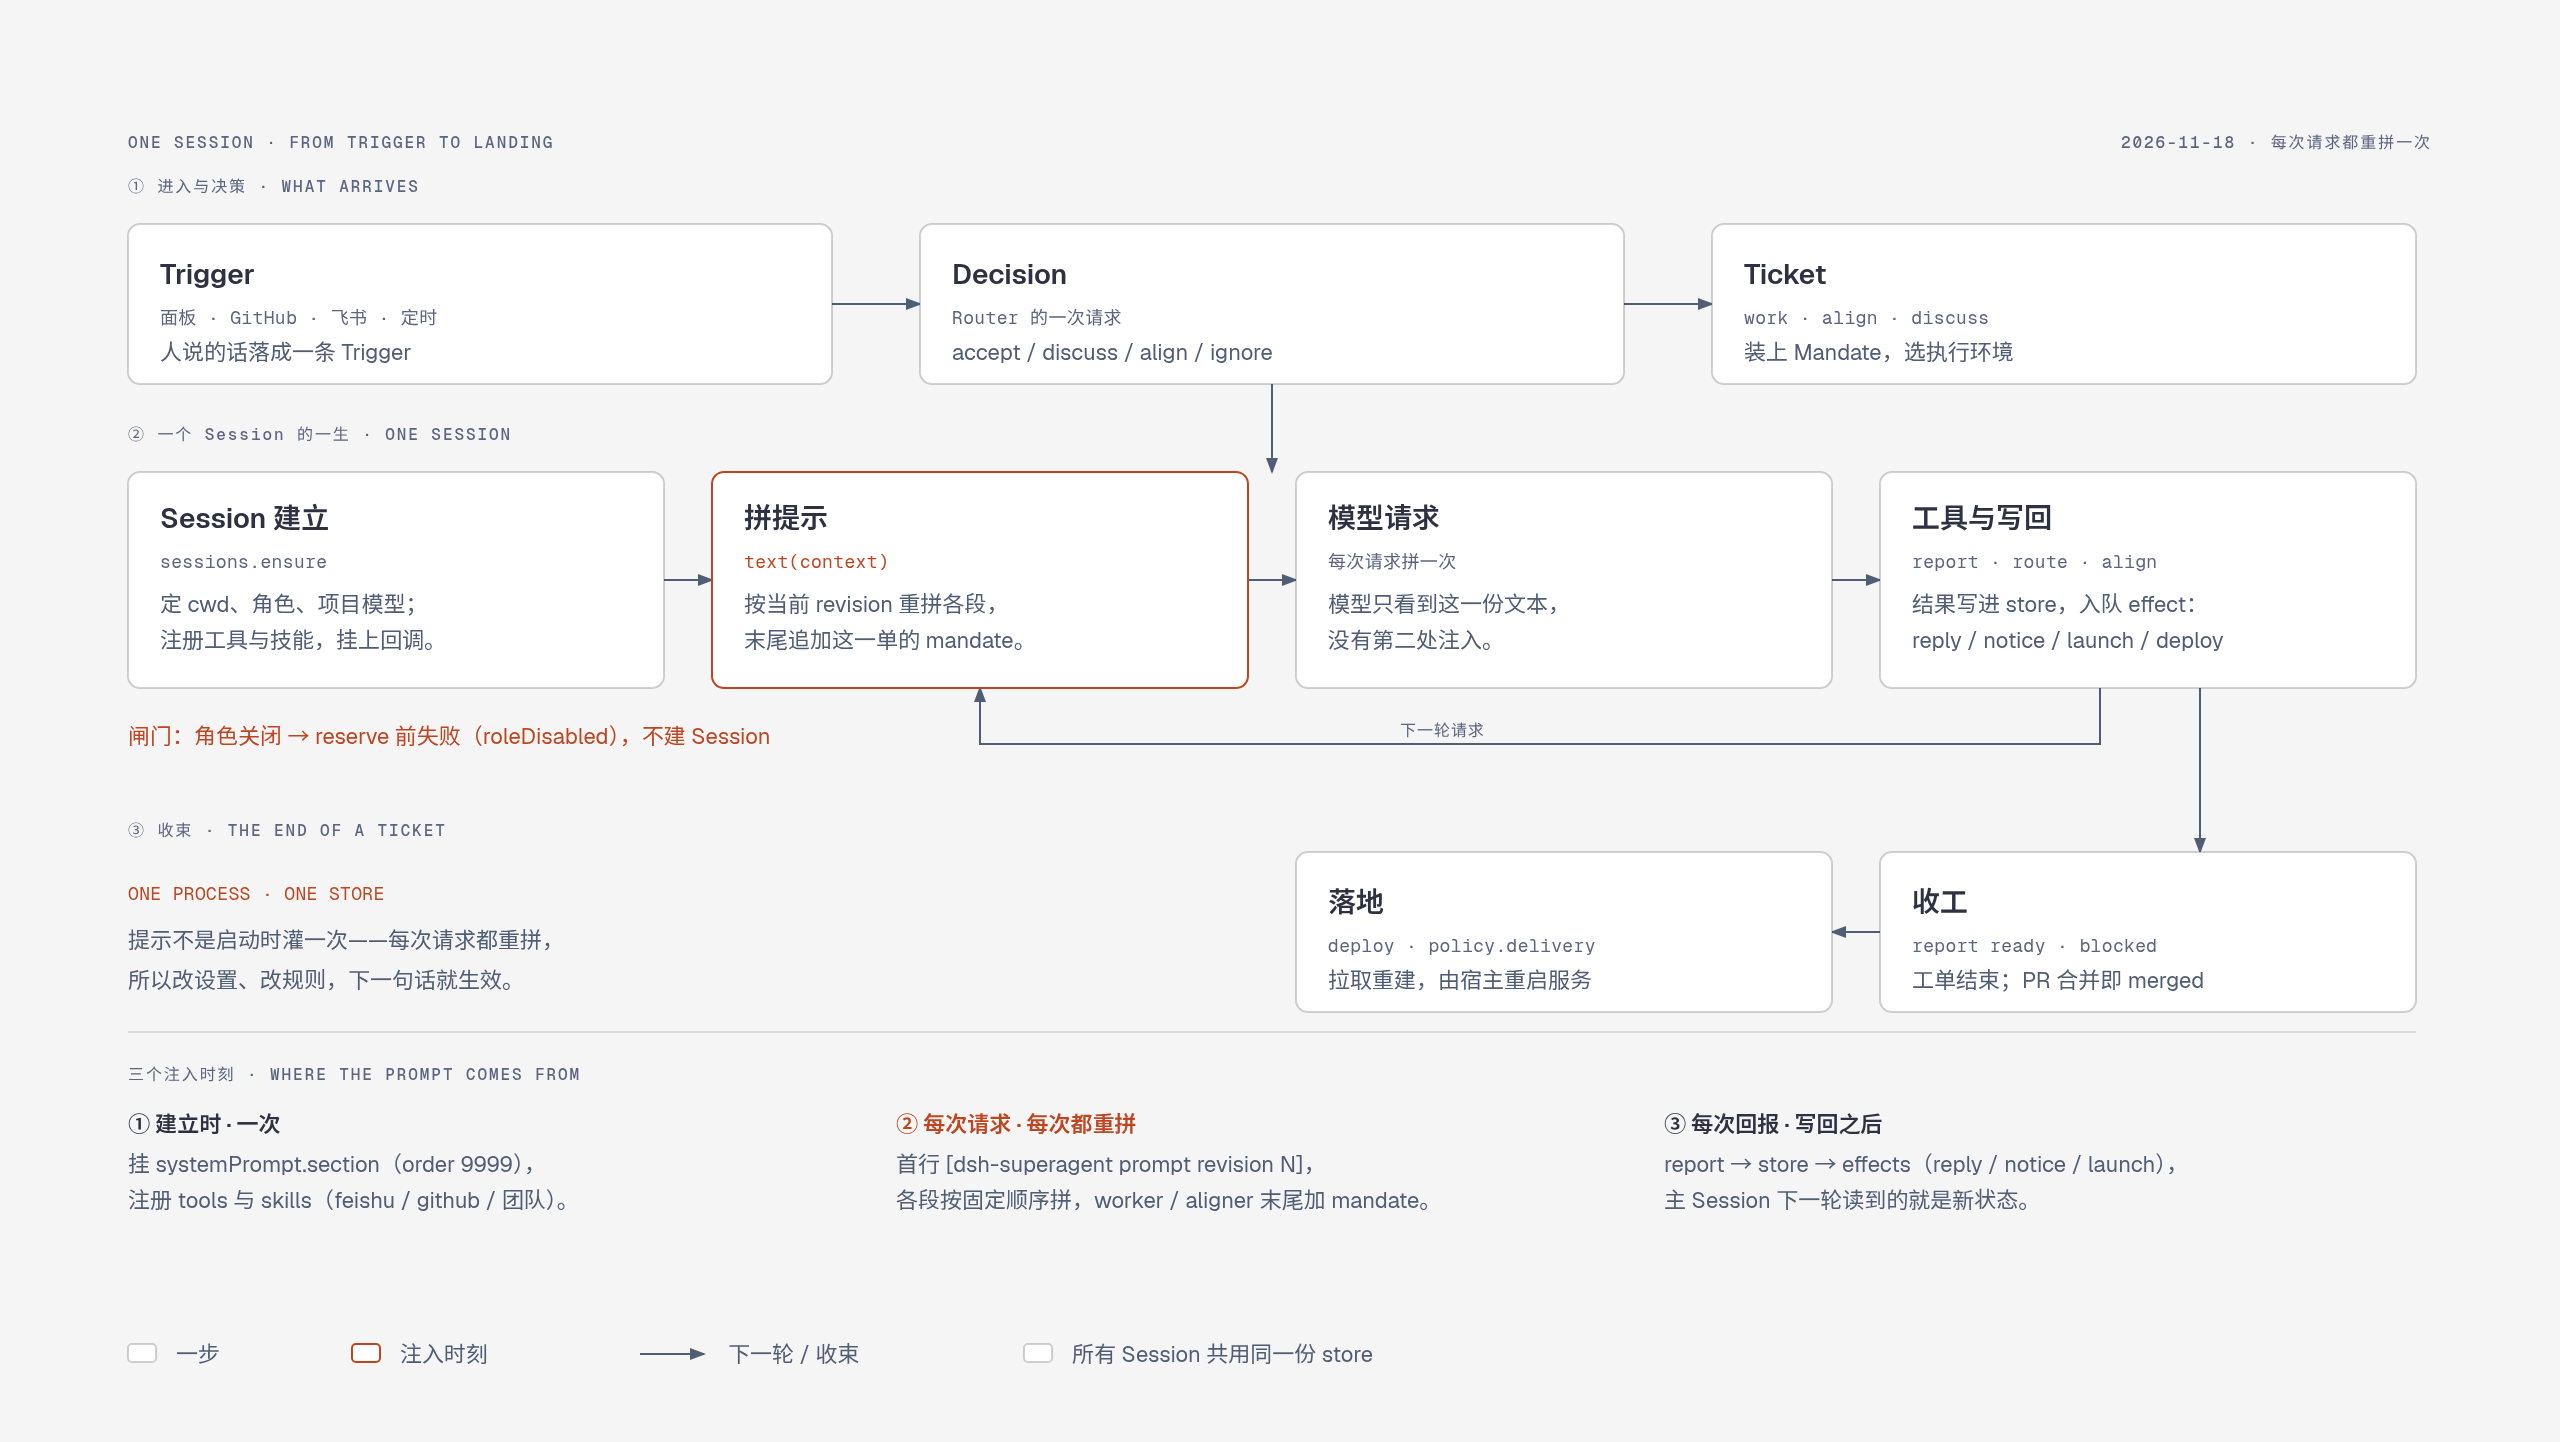 ONE SESSION · FROM TRIGGER TO LANDING
2026-11-18 · 每次请求都重拼一次
① 进入与决策 · WHAT ARRIVES
Trigger
面板 · GitHub · 飞书 · 定时
人说的话落成一条 Trigger
Decision
Router 的一次请求
accept / discuss / align / ignore
Ticket
work · align · discuss
装上 Mandate，选执行环境
② 一个 Session 的一生 · ONE SESSION
Session 建立
sessions.ensure
定 cwd、角色、项目模型；
注册工具与技能，挂上回调。
拼提示
text(context)
按当前 revision 重拼各段，
末尾追加这一单的 mandate。
模型请求
每次请求拼一次
模型只看到这一份文本，
没有第二处注入。
工具与写回
report · route · align
结果写进 store，入队 effect：
reply / notice / launch / deploy
闸门：角色关闭 → reserve 前失败（roleDisabled），不建 Session
下一轮请求
③ 收束 · THE END OF A TICKET
ONE PROCESS · ONE STORE
提示不是启动时灌一次——每次请求都重拼，
所以改设置、改规则，下一句话就生效。
落地
deploy · policy.delivery
拉取重建，由宿主重启服务
收工
report ready · blocked
工单结束；PR 合并即 merged
三个注入时刻 · WHERE THE PROMPT COMES FROM
① 建立时 · 一次
挂 systemPrompt.section（order 9999），
注册 tools 与 skills（feishu / github / 团队）。
② 每次请求 · 每次都重拼
首行 [dsh-superagent prompt revision N]，
各段按固定顺序拼，worker / aligner 末尾加 mandate。
③ 每次回报 · 写回之后
report → store → effects（reply / notice / launch），
主 Session 下一轮读到的就是新状态。
一步
注入时刻
下一轮 / 收束
所有 Session 共用同一份 store